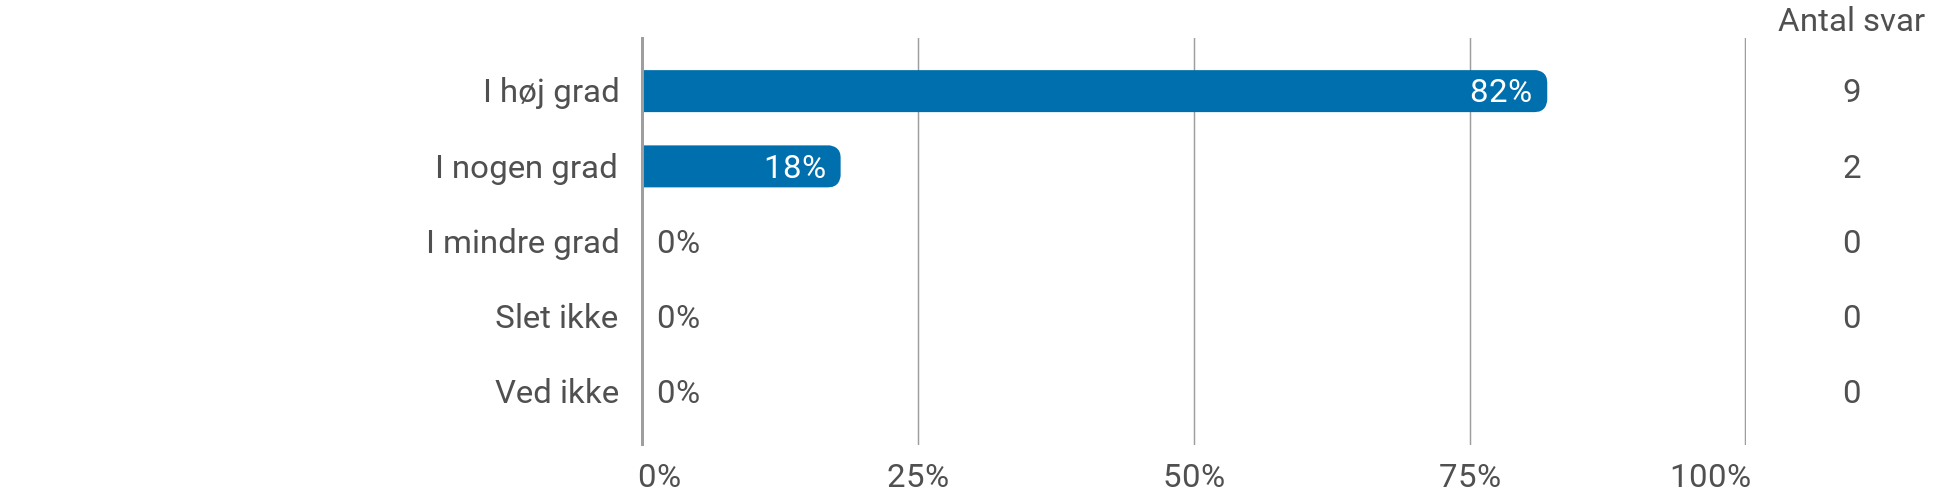 Antal svar
I høj grad 82% 9
I nogen grad 18% 2
I mindre grad 0% 0
Slet ikke 0% 0
Ved ikke 0% 0
0% 25% 50% 75% 100%